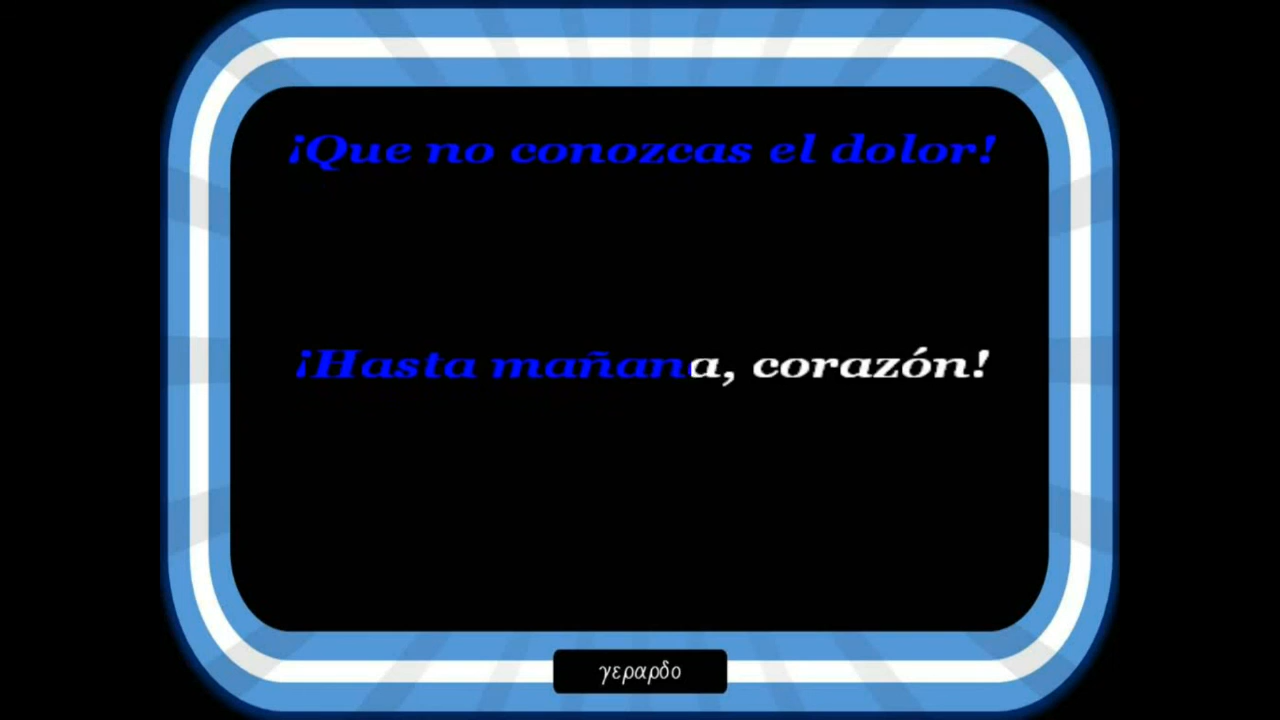 ¡Que no conozcas el dolor!
¡Hasta mañana, corazón!
γεραρδο